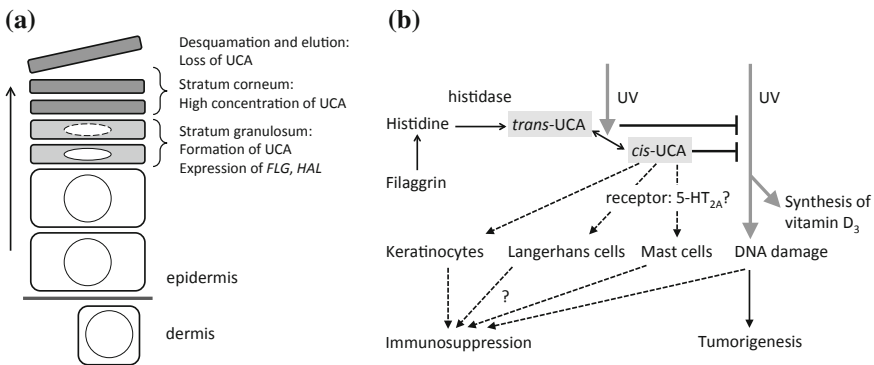 (a)
Desquamation and elution:
Loss of UCA
Stratum corneum:
High concentration of UCA
Stratum granulosum:
Formation of UCA
Expression of FLG, HAL
epidermis
dermis
(b)
UV
UV
histidase
Histidine
trans-UCA
cis-UCA
Filaggrin
receptor: 5-HT2A?
Synthesis of
vitamin D3
Keratinocytes
Langerhans cells
Mast cells
DNA damage
?
Immunosuppression
Tumorigenesis